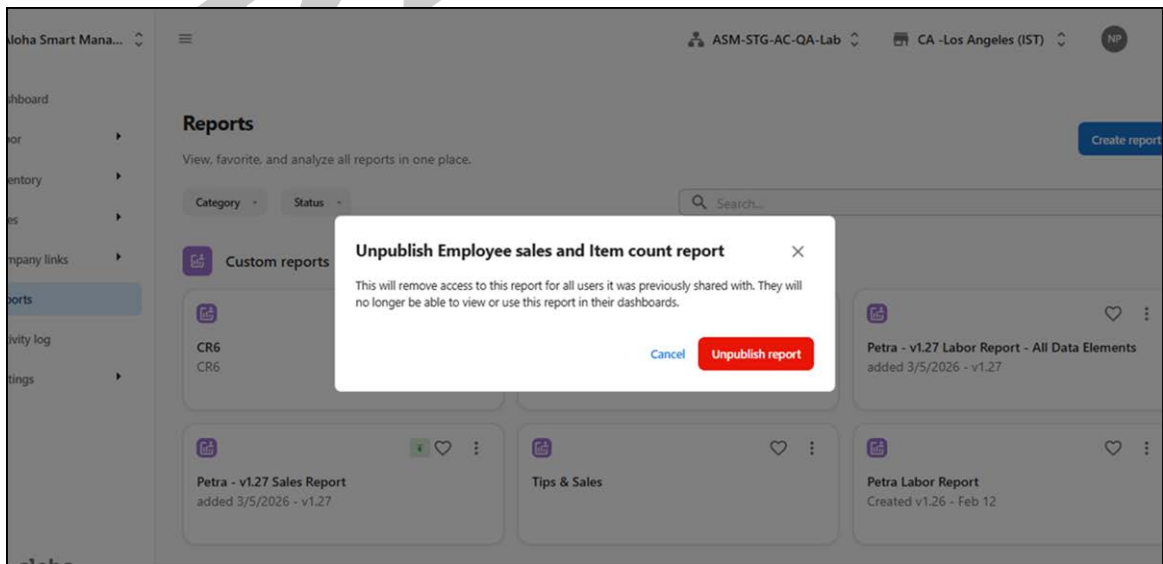 Aloha Smart Mana...
ASM-STG-AC-QA-Lab
CA -Los Angeles (IST)
NP
Reports
Create report
View, favorite, and analyze all reports in one place.
Category
Status
Search...
Unpublish Employee sales and Item count report
This will remove access to this report for all users it was previously shared with. They will
no longer be able to view or use this report in their dashboards.
Cancel
Unpublish report
Custom reports
CR6
CR6
Petra - v1.27 Labor Report - All Data Elements
added 3/5/2026 - v1.27
Petra - v1.27 Sales Report
added 3/5/2026 - v1.27
Tips & Sales
Petra Labor Report
Created v1.26 - Feb 12
shboard
or
entory
es
mpany links
ports
ivity log
tings